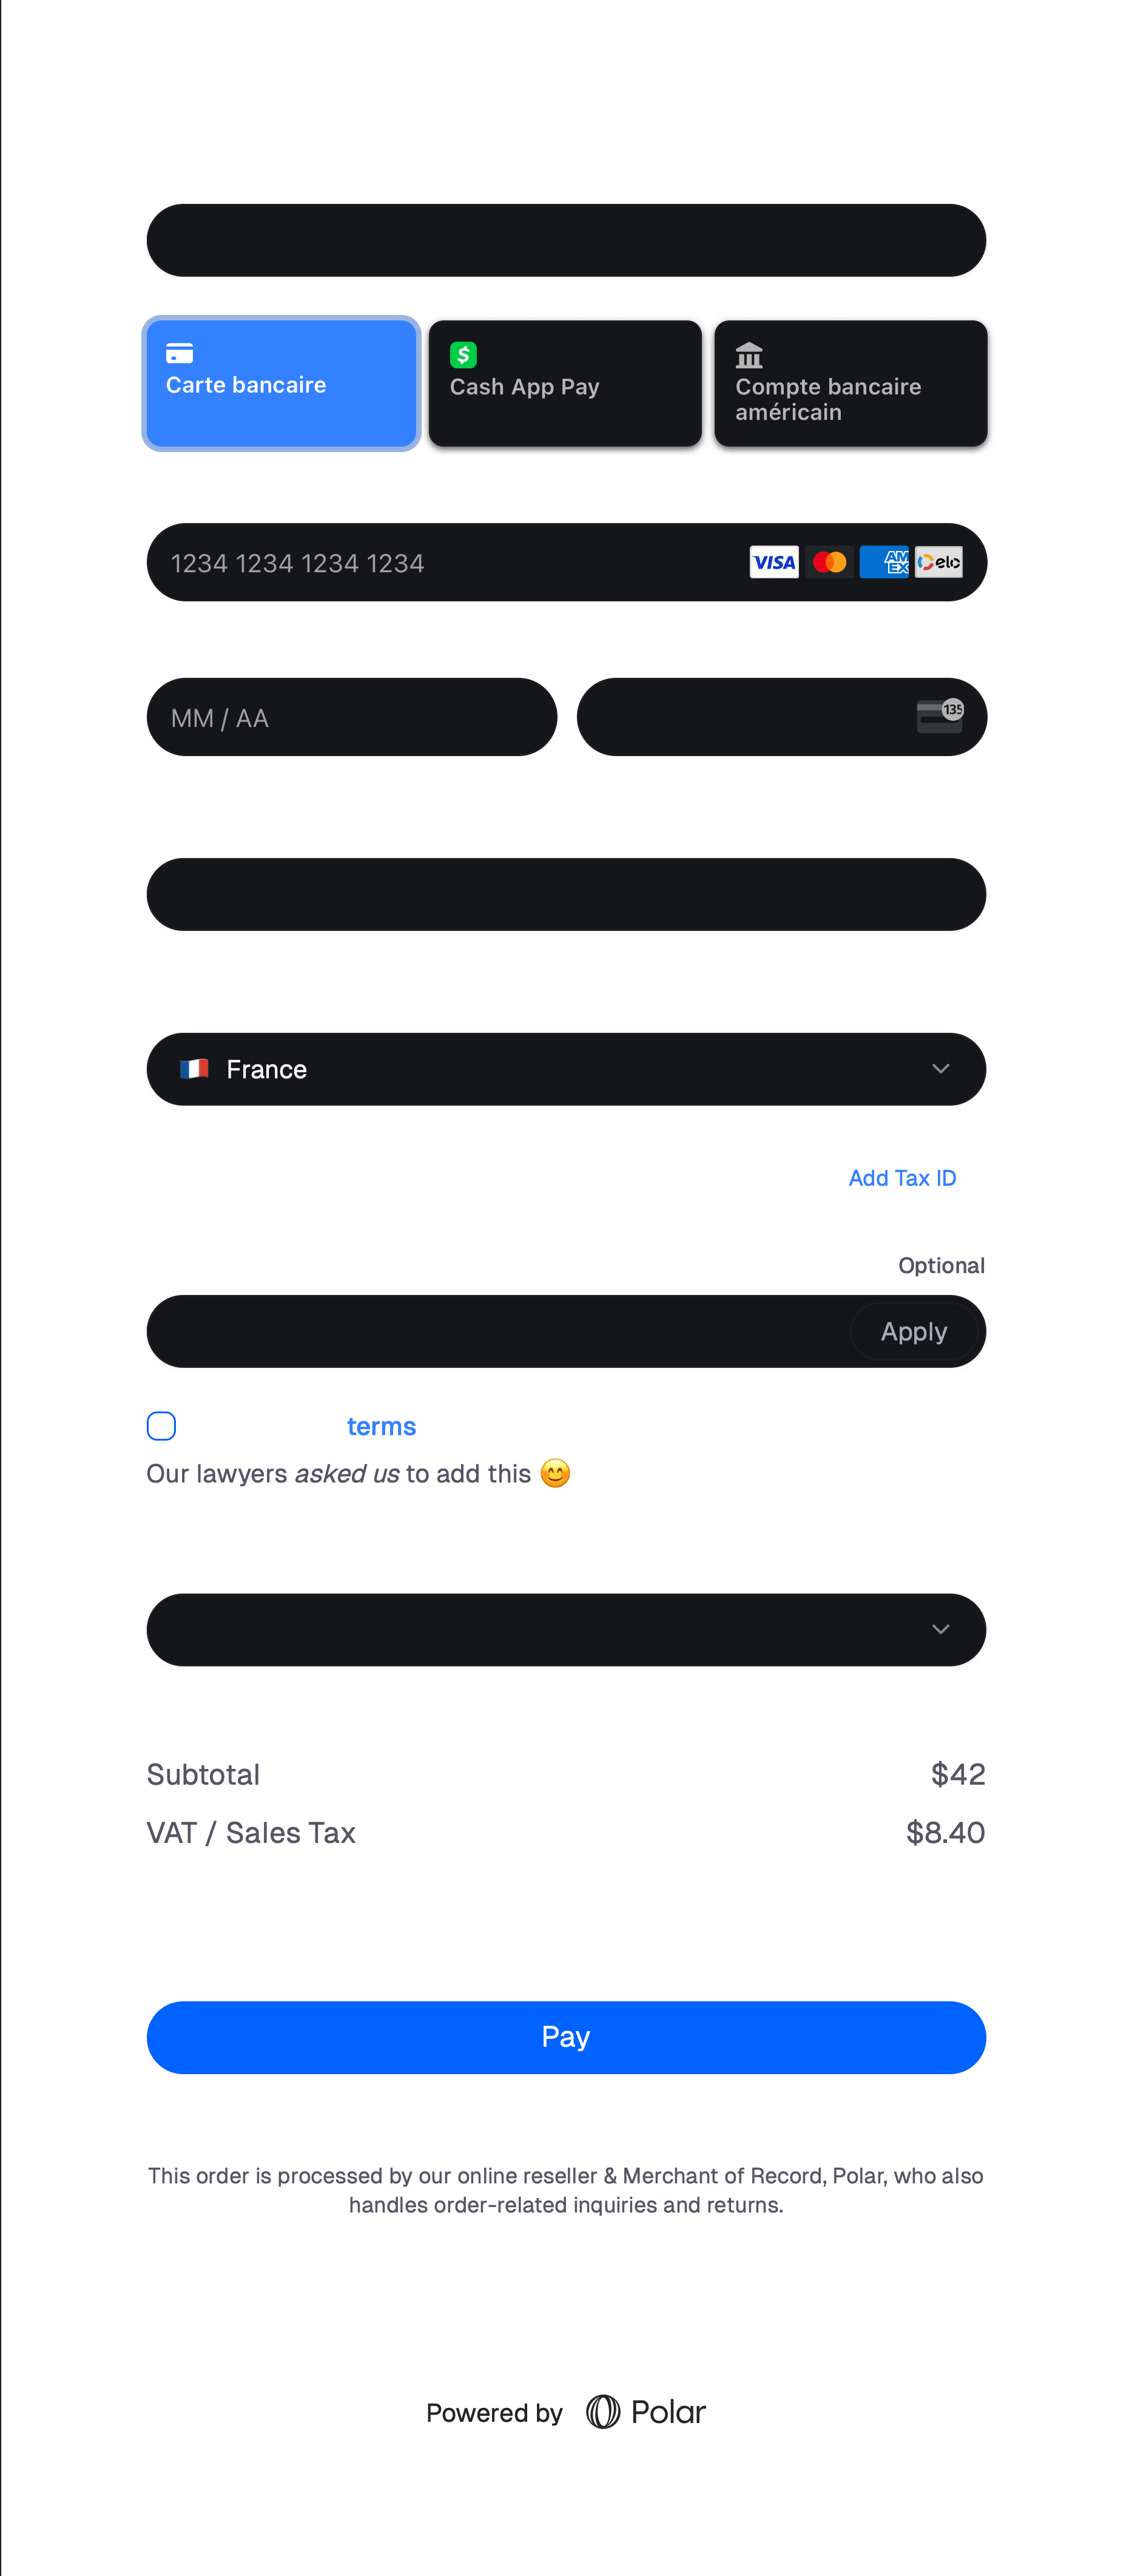 Carte bancaire
Cash App Pay
Compte bancaire
américain
1234 1234 1234 1234
VISA
AM
EX
elo
MM / AA
135
France
Add Tax ID
Optional
Apply
terms
Our lawyers asked us to add this 😊
Subtotal $42
VAT / Sales Tax $8.40
Pay
This order is processed by our online reseller & Merchant of Record, Polar, who also
handles order-related inquiries and returns.
Powered by Polar